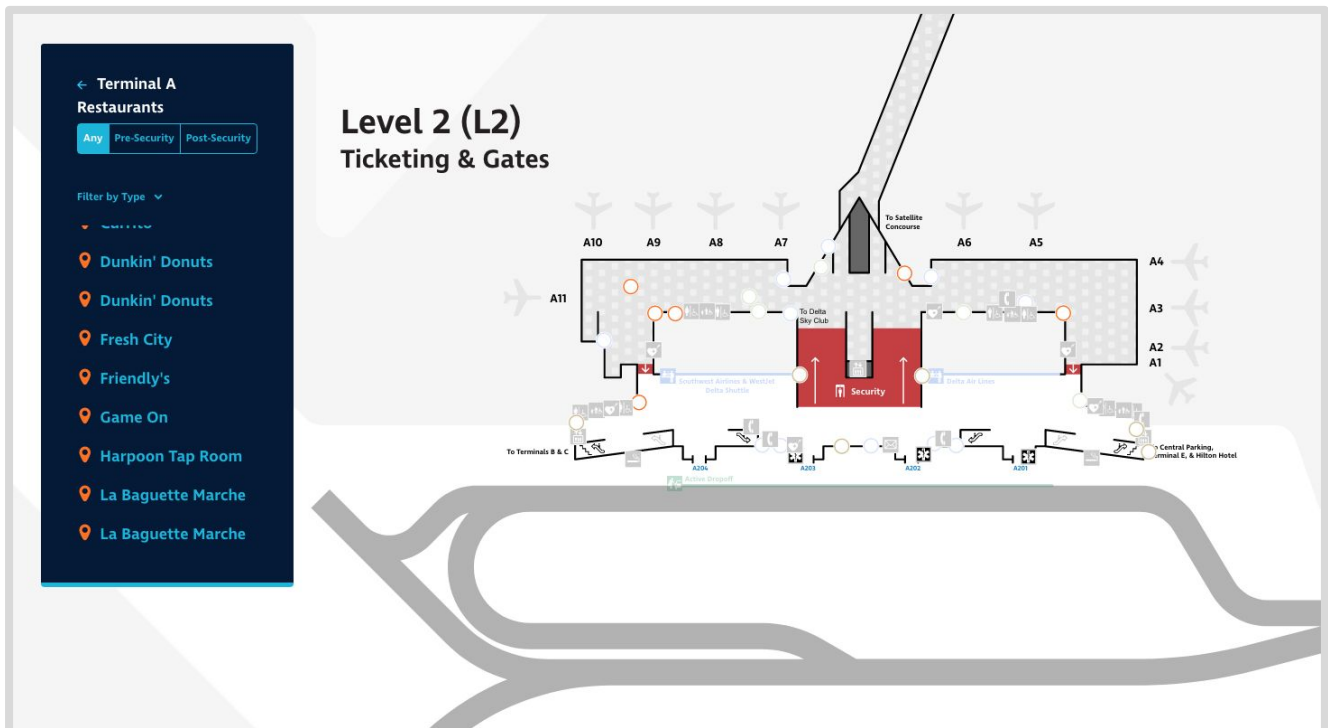 ← Terminal A
Restaurants
Any Pre-Security Post-Security
Filter by Type
Currito
Dunkin' Donuts
Dunkin' Donuts
Fresh City
Friendly's
Game On
Harpoon Tap Room
La Baguette Marche
La Baguette Marche
Level 2 (L2)
Ticketing & Gates
To Satellite
Concourse
A10 A9 A8 A7 A6 A5
A4
A11
A3
To Delta
Sky Club
A2
A1
Southwest Airlines & WestJet
Delta Shuttle
Security
Delta Air Lines
To Terminals B & C
To Central Parking,
Terminal E, & Hilton Hotel
A204 A203 A202 A201
Active Dropoff